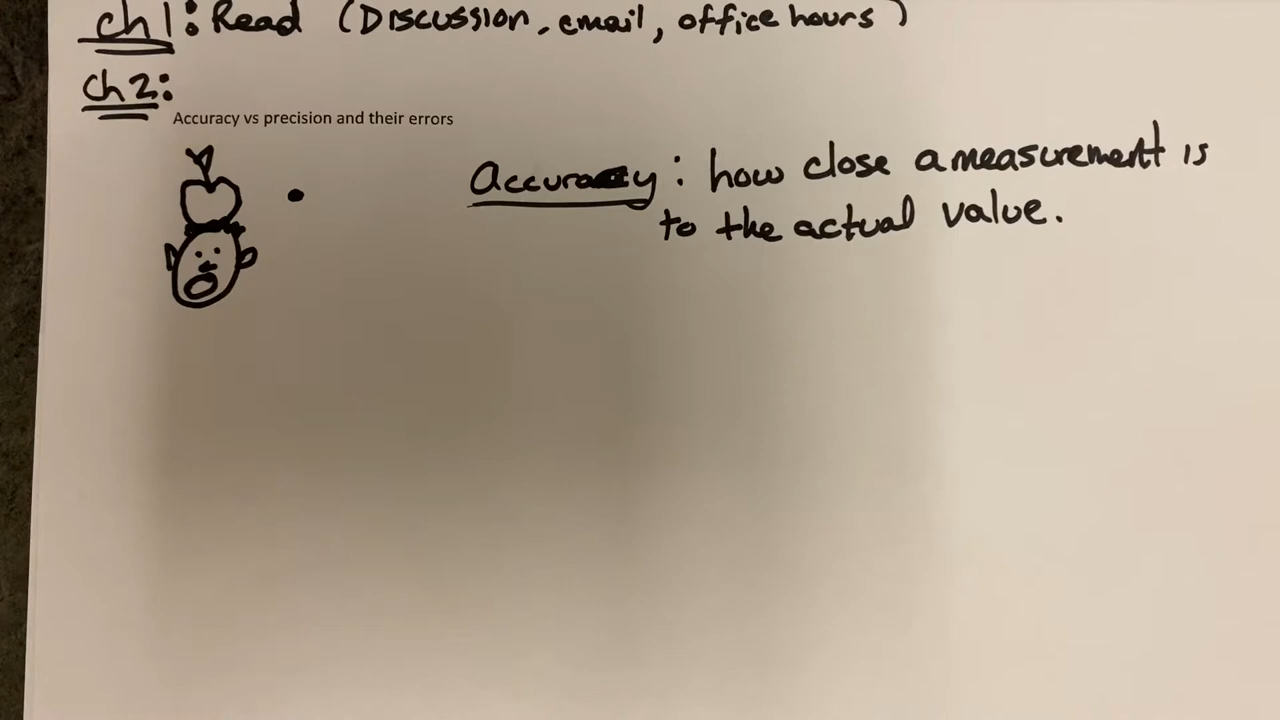 ch1: Read (Discussion, email, office hours)
ch2:
Accuracy vs precision and their errors
Accuracy: how close a measurement is
to the actual value.